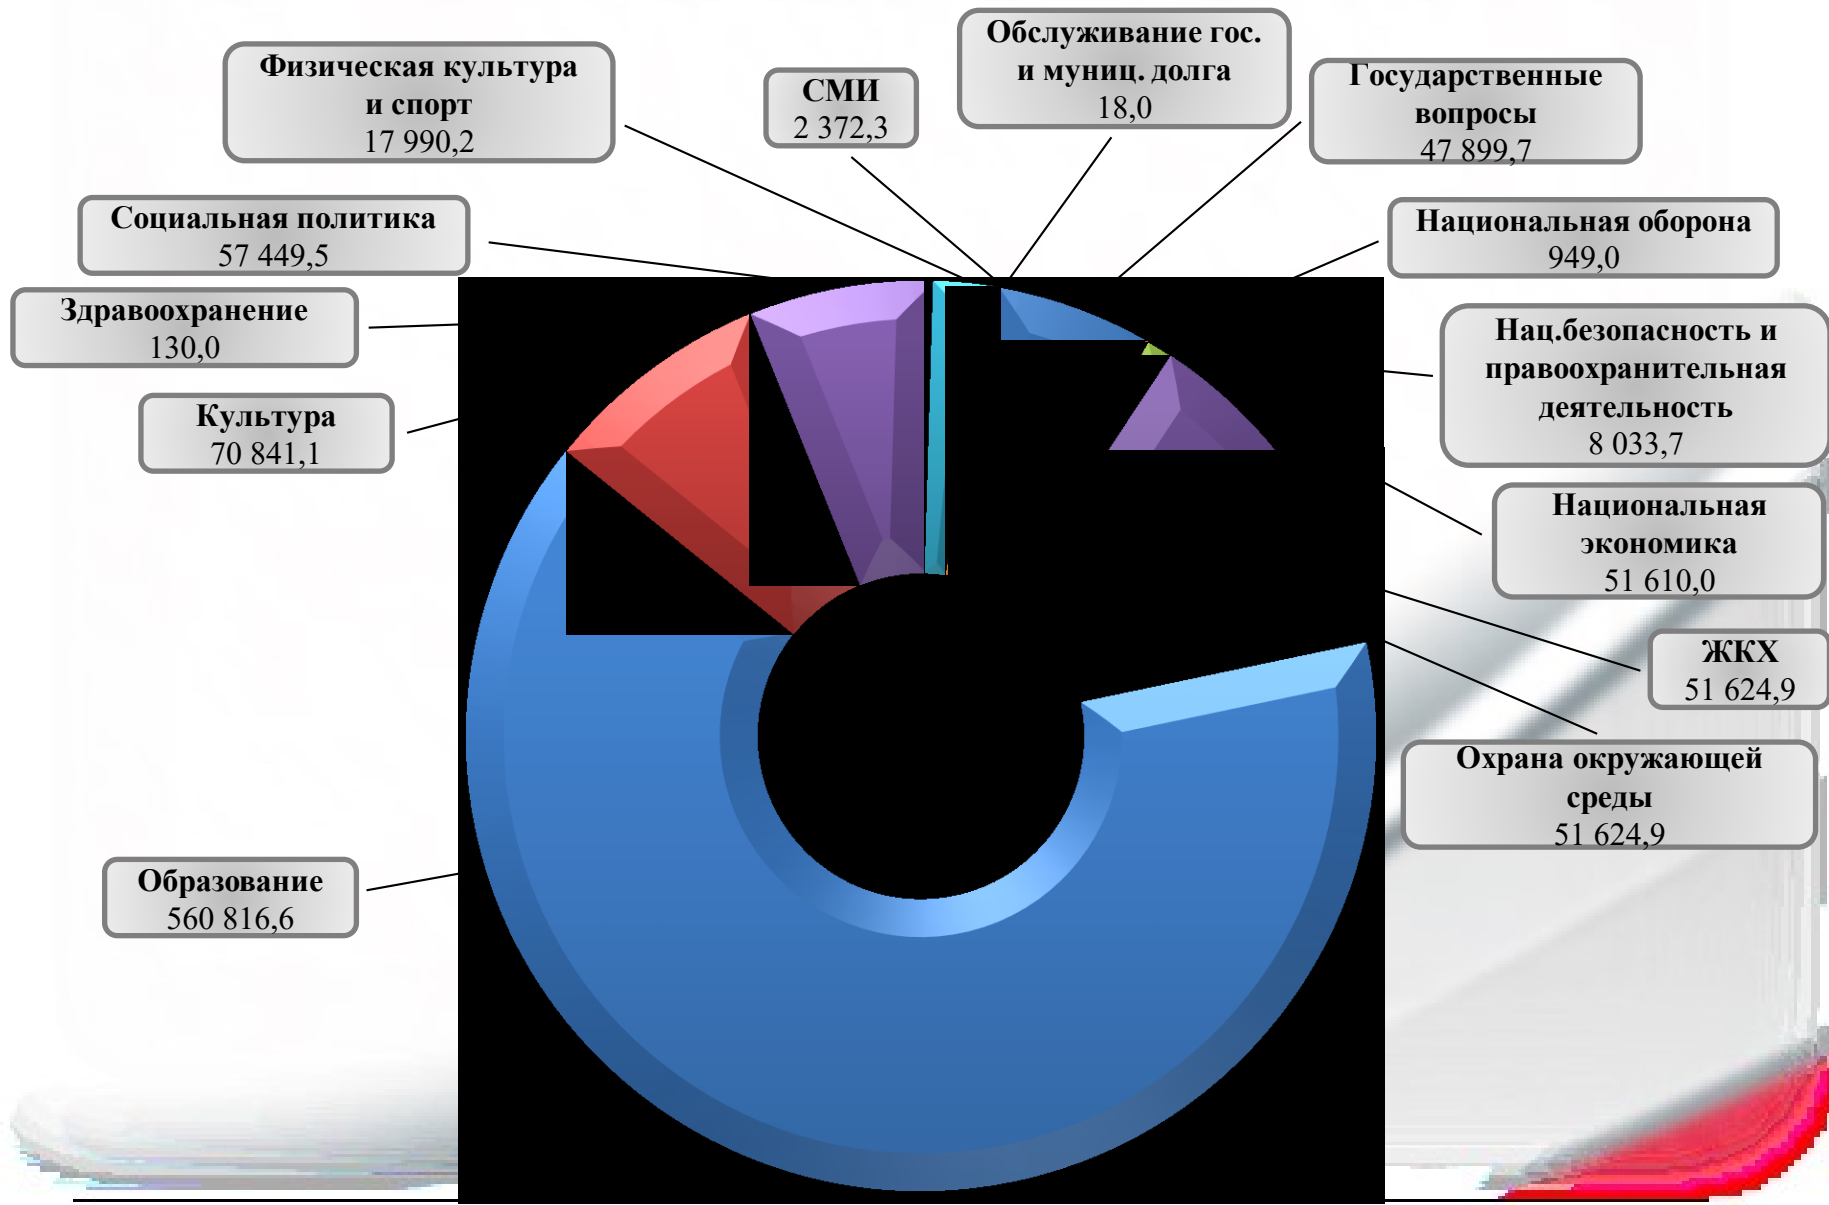 Обслуживание гос.
и муниц. долга
18,0
Физическая культура
и спорт
17 990,2
СМИ
2 372,3
Государственные
вопросы
47 899,7
Социальная политика
57 449,5
Национальная оборона
949,0
Здравоохранение
130,0
Нац.безопасность и
правоохранительная
деятельность
8 033,7
Культура
70 841,1
Национальная
экономика
51 610,0
ЖКХ
51 624,9
Охрана окружающей
среды
51 624,9
Образование
560 816,6